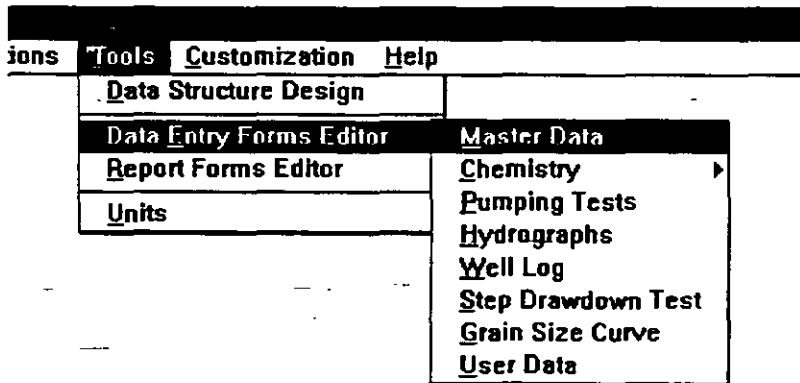 ions Tools Customization Help
Data Structure Design
Data Entry Forms Editor
Report Forms Editor
Units
Master Data
Chemistry
Pumping Tests
Hydrographs
Well Log
Step Drawdown Test
Grain Size Curve
User Data